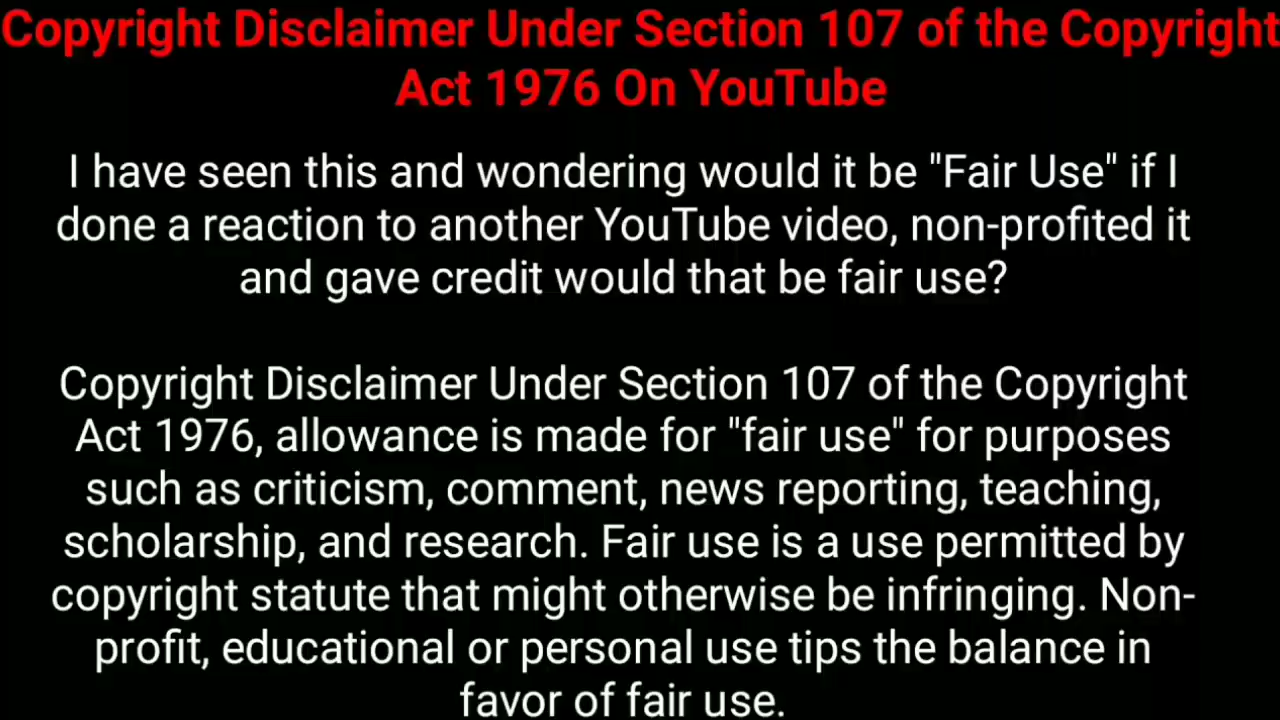 Copyright Disclaimer Under Section 107 of the Copyright
Act 1976 On YouTube
I have seen this and wondering would it be "Fair Use" if I
done a reaction to another YouTube video, non-profited it
and gave credit would that be fair use?
Copyright Disclaimer Under Section 107 of the Copyright
Act 1976, allowance is made for "fair use" for purposes
such as criticism, comment, news reporting, teaching,
scholarship, and research. Fair use is a use permitted by
copyright statute that might otherwise be infringing. Non-
profit, educational or personal use tips the balance in
favor of fair use.